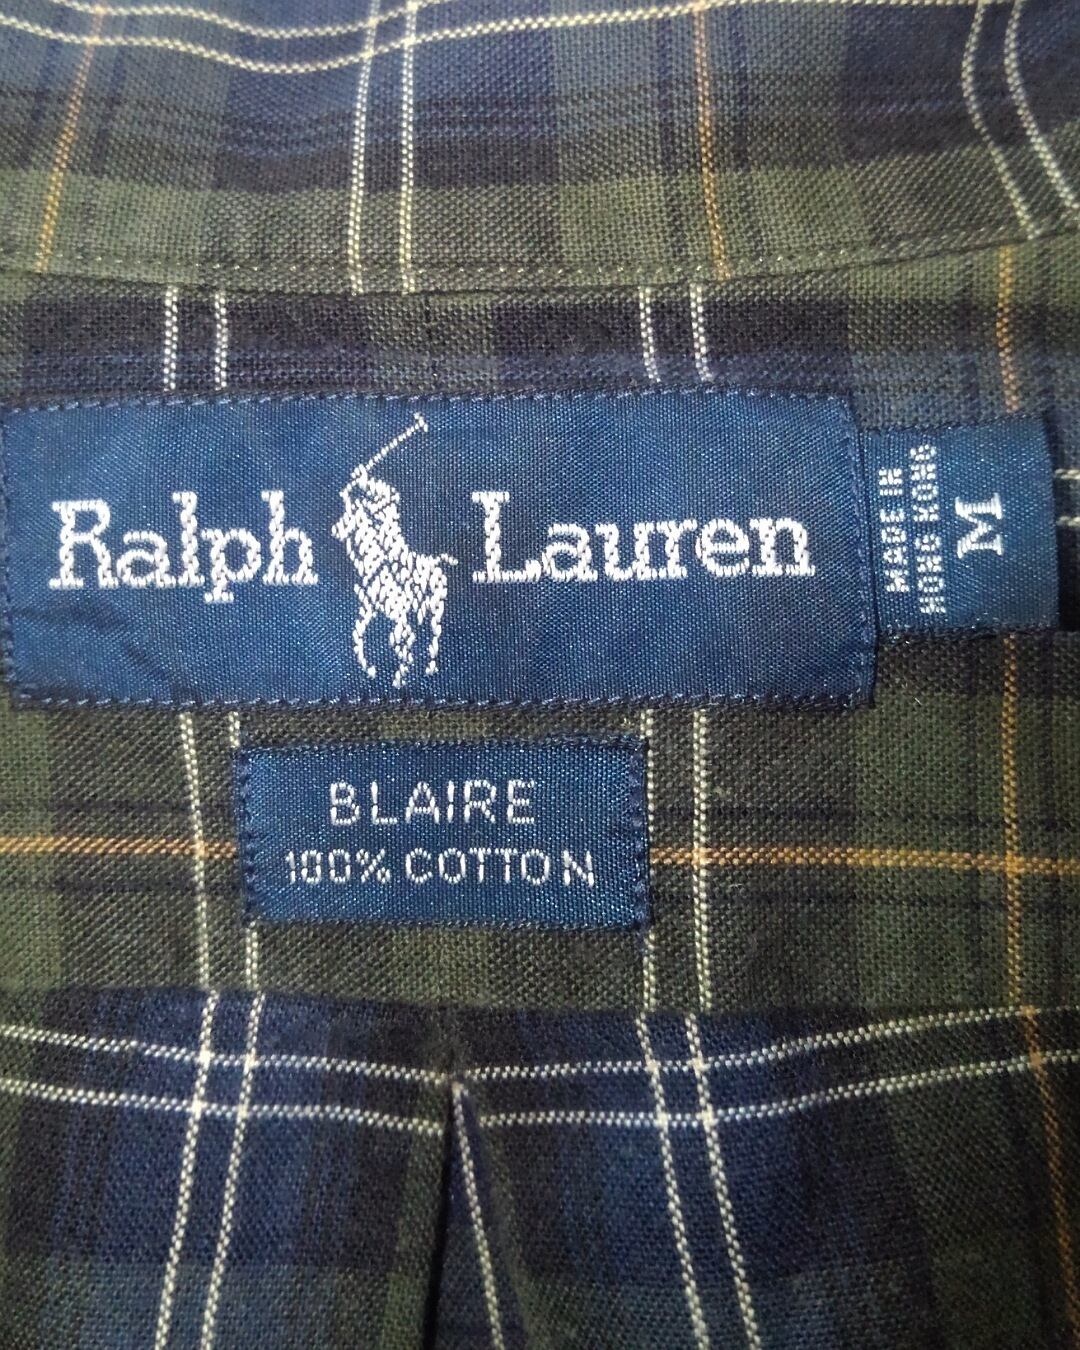 Ralph Lauren
MADE IN
HONG KONG
M
BLAIRE
100% COTTON